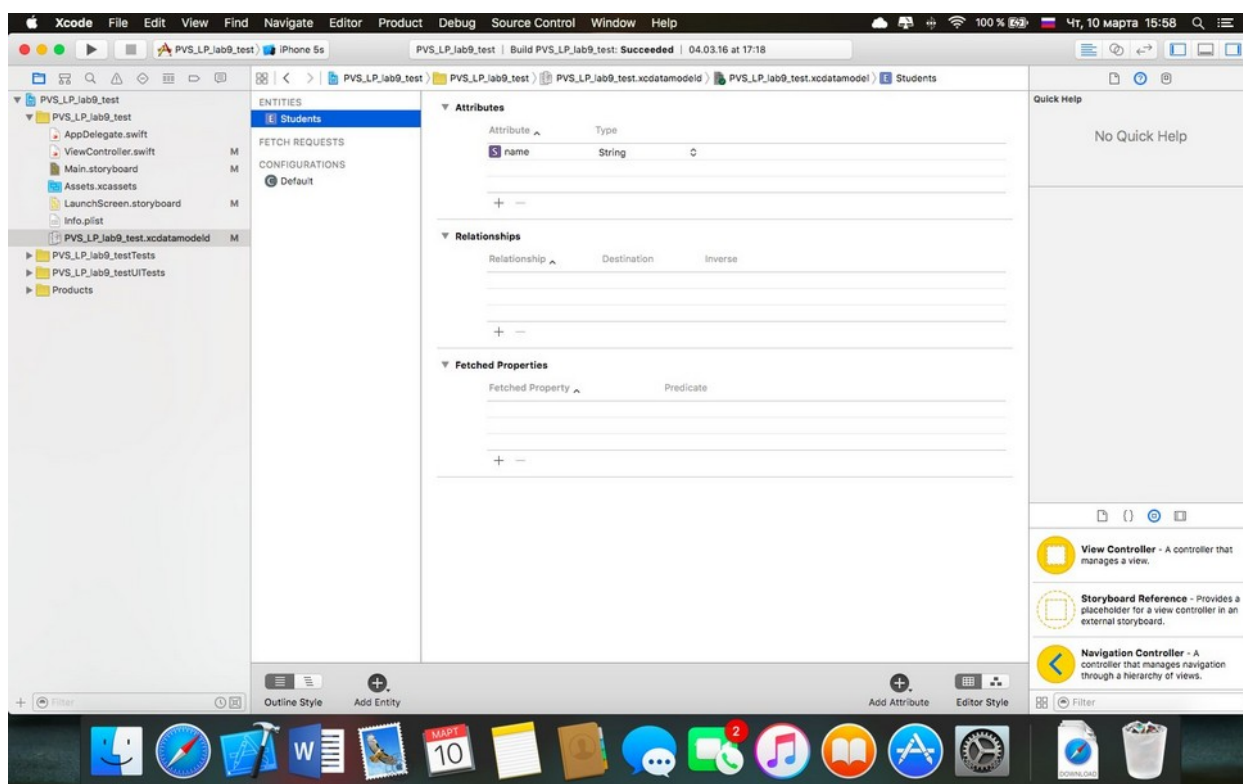 Xcode File Edit View Find Navigate Editor Product Debug Source Control Window Help 100 % Чт, 10 марта 15:58
PVS_LP_lab9_test iPhone 5s PVS_LP_lab9_test | Build PVS_LP_lab9_test: Succeeded | 04.03.16 at 17:18
PVS_LP_lab9_test PVS_LP_lab9_test PVS_LP_lab9_test.xcdatamodeld PVS_LP_lab9_test.xcdatamodel E Students
PVS_LP_lab9_test
PVS_LP_lab9_test
AppDelegate.swift
ViewController.swift M
Main.storyboard M
Assets.xcassets
LaunchScreen.storyboard M
Info.plist
PVS_LP_lab9_test.xcdatamodeld M
PVS_LP_lab9_testTests
PVS_LP_lab9_testUITests
Products
Filter
ENTITIES
E Students
FETCH REQUESTS
CONFIGURATIONS
C Default
Attributes
Attribute Type
S name String
+ −
Relationships
Relationship Destination Inverse
+ −
Fetched Properties
Fetched Property Predicate
+ −
Outline Style Add Entity Add Attribute Editor Style
Quick Help
No Quick Help
View Controller - A controller that
manages a view.
Storyboard Reference - Provides a
placeholder for a view controller in an
external storyboard.
Navigation Controller - A
controller that manages navigation
through a hierarchy of views.
Filter
W
МАРТ
10
2
DOWNLOAD